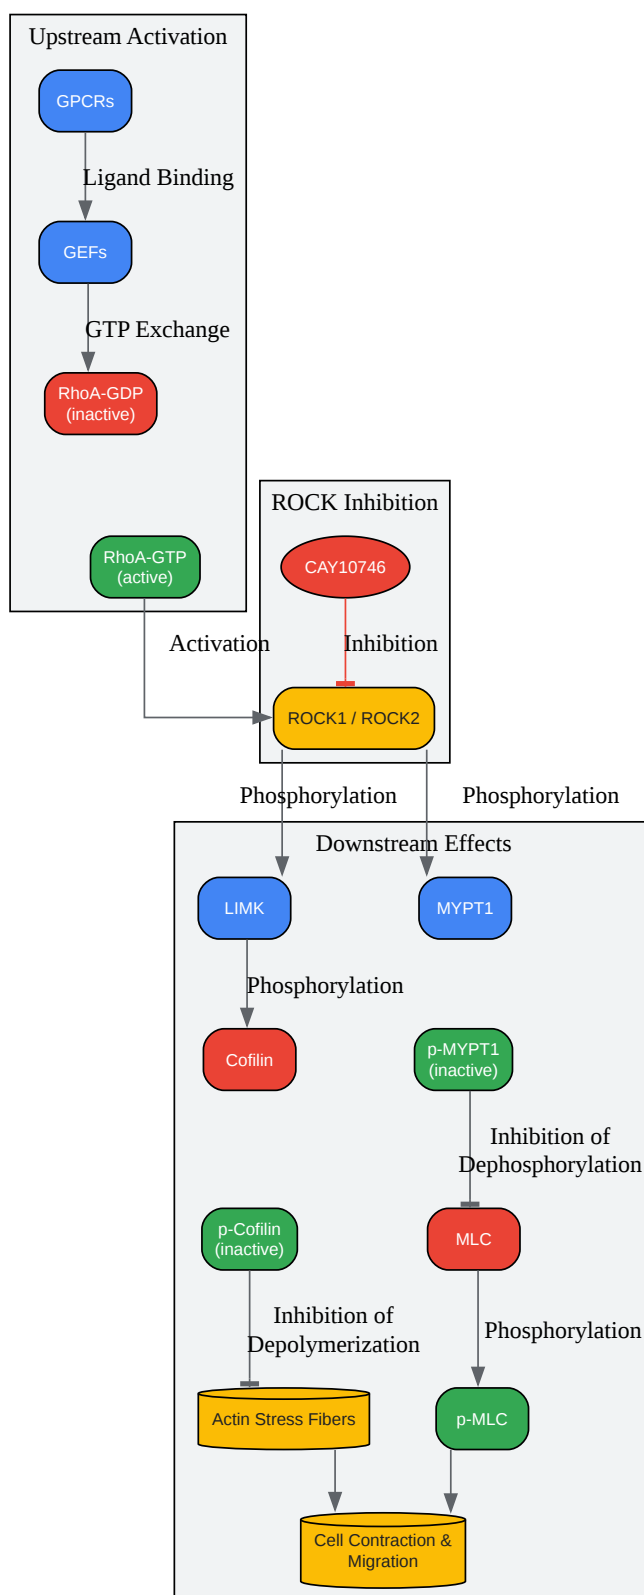 Upstream Activation
GPCRs
Ligand Binding
GEFs
GTP Exchange
RhoA-GDP
(inactive)
RhoA-GTP
(active)
Activation
ROCK Inhibition
CAY10746
Inhibition
ROCK1 / ROCK2
Phosphorylation
Phosphorylation
Downstream Effects
LIMK
MYPT1
Phosphorylation
Cofilin
p-MYPT1
(inactive)
Inhibition of
Dephosphorylation
p-Cofilin
(inactive)
MLC
Inhibition of
Depolymerization
Phosphorylation
Actin Stress Fibers
p-MLC
Cell Contraction &
Migration